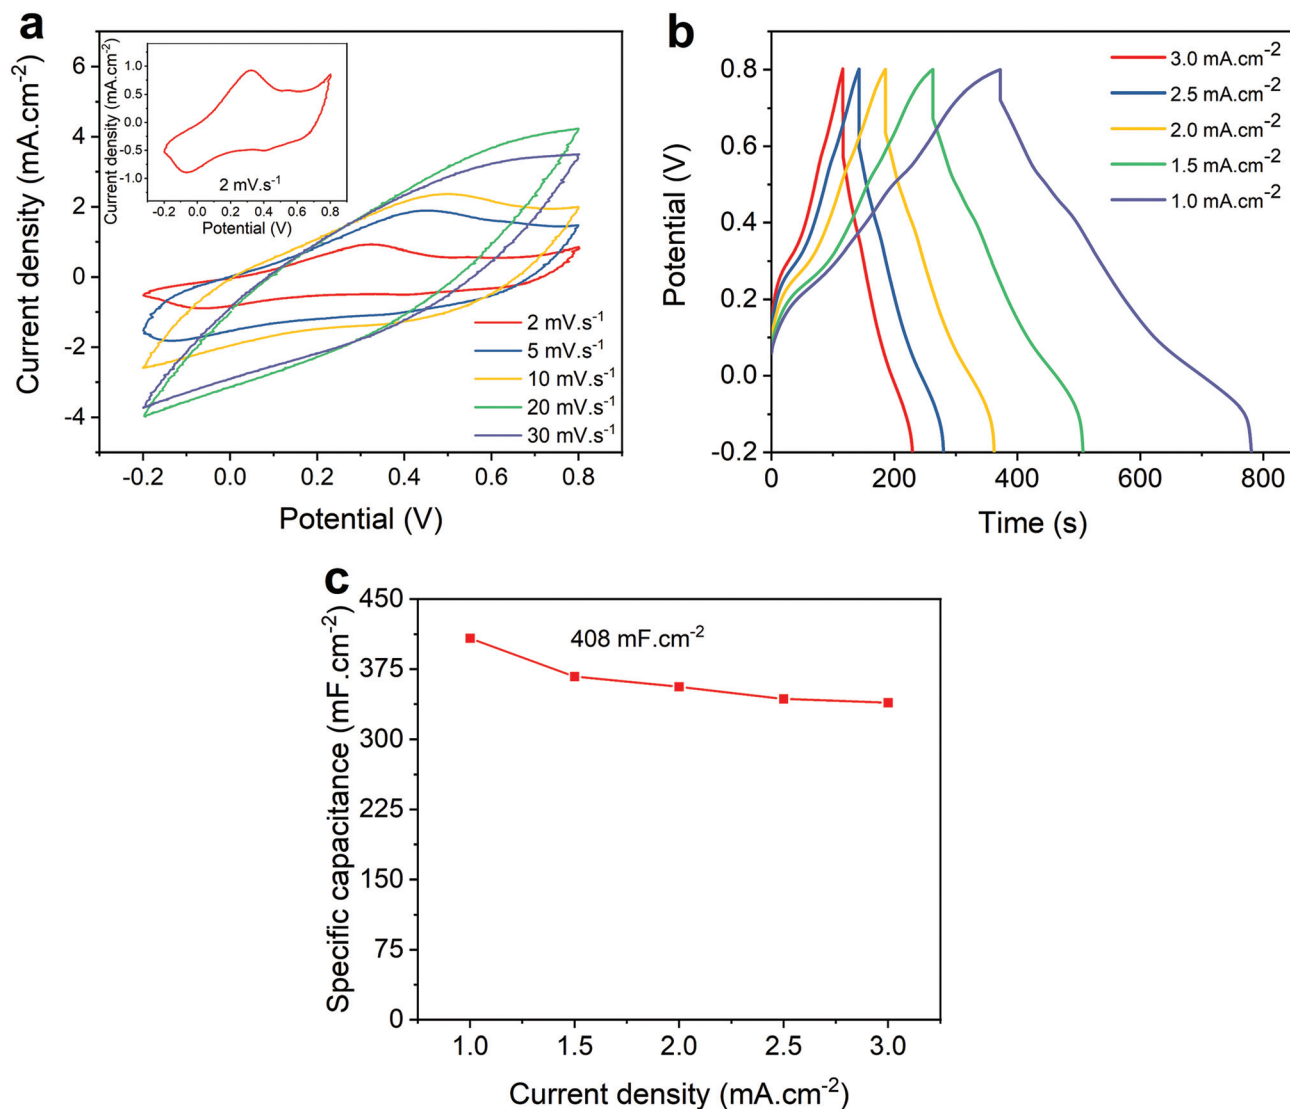 a
Current density (mA.cm⁻²)
6
4
2
0
-2
-4
-0.2 0.0 0.2 0.4 0.6 0.8
Potential (V)
Current density (mA.cm⁻²)
1.0
0.5
0.0
-0.5
-1.0
2 mV.s⁻¹
-0.2 0.0 0.2 0.4 0.6 0.8
Potential (V)
2 mV.s⁻¹
5 mV.s⁻¹
10 mV.s⁻¹
20 mV.s⁻¹
30 mV.s⁻¹
b
Potential (V)
0.8
0.6
0.4
0.2
0.0
-0.2
0 200 400 600 800
Time (s)
3.0 mA.cm⁻²
2.5 mA.cm⁻²
2.0 mA.cm⁻²
1.5 mA.cm⁻²
1.0 mA.cm⁻²
c
Specific capacitance (mF.cm⁻²)
450
375
300
225
150
75
0
408 mF.cm⁻²
1.0 1.5 2.0 2.5 3.0
Current density (mA.cm⁻²)